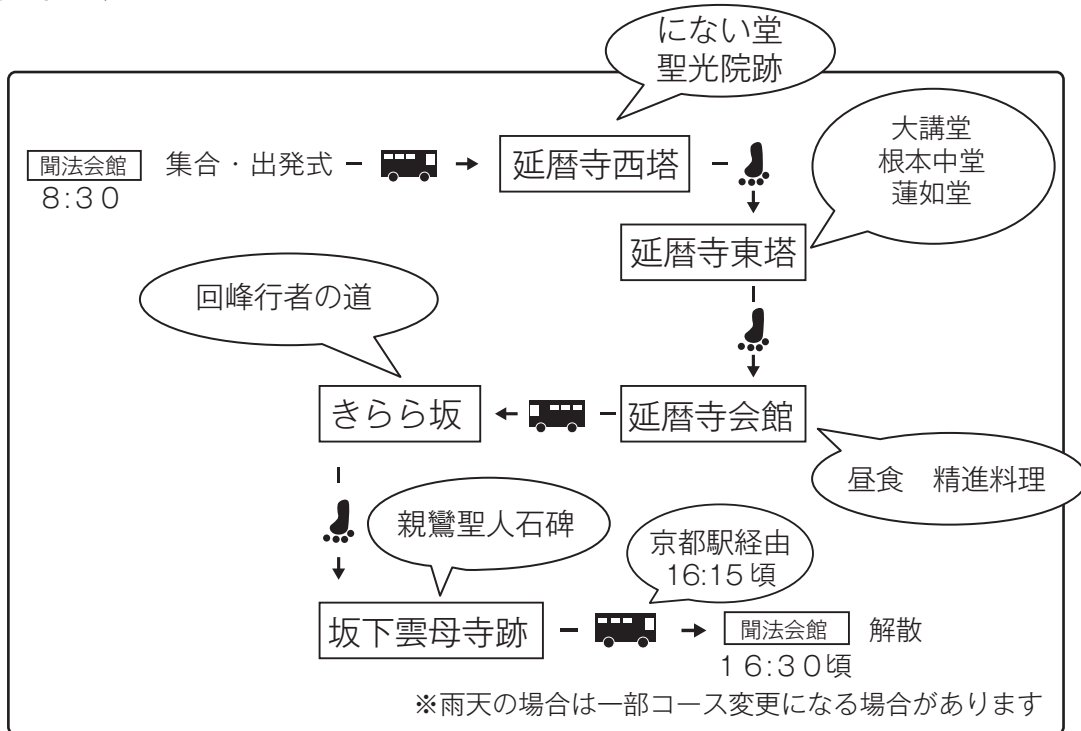 にない堂
聖光院跡
聞法会館
8:30
集合・出発式
延暦寺西塔
大講堂
根本中堂
蓮如堂
延暦寺東塔
回峰行者の道
きらら坂
延暦寺会館
昼食　精進料理
親鸞聖人石碑
京都駅経由
16:15頃
坂下雲母寺跡
聞法会館
解散
16:30頃
※雨天の場合は一部コース変更になる場合があります